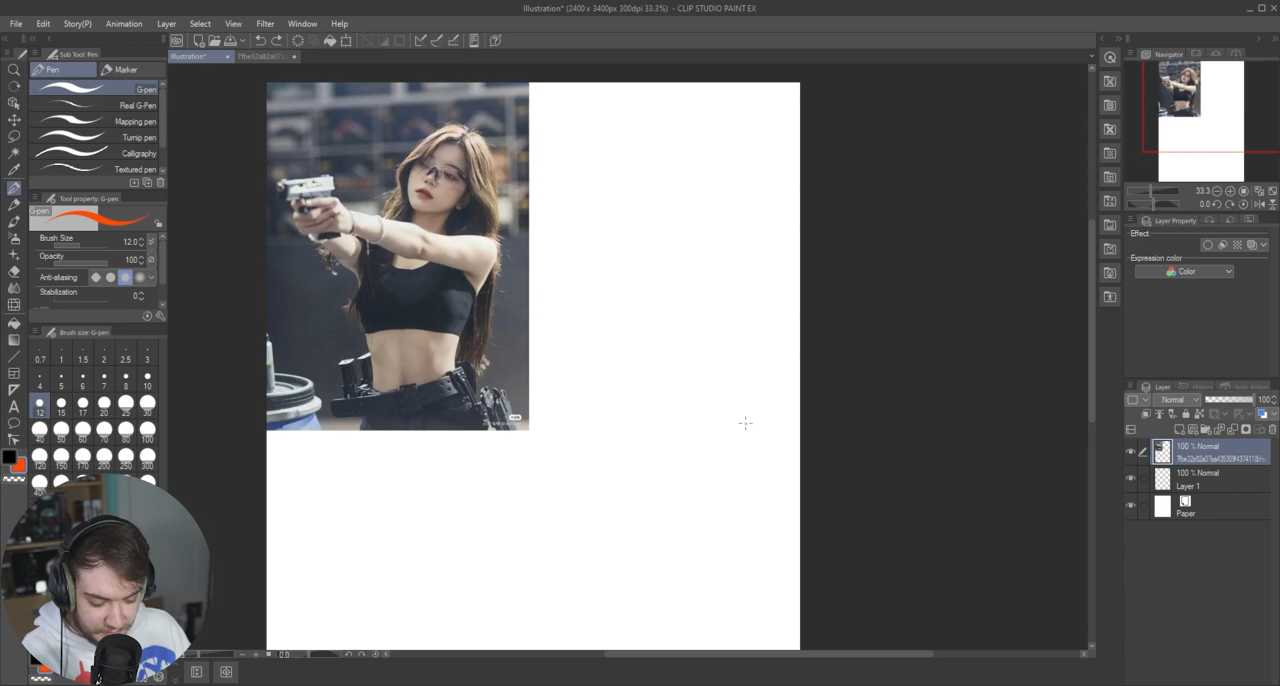 Illustration* (2400 x 3400px 300dpi 33.3%) - CLIP STUDIO PAINT EX
File Edit Story(P) Animation Layer Select View Filter Window Help
Sub Tool: Pen
Pen Marker
G-pen
Real G-Pen
Mapping pen
Turnip pen
Calligraphy
Textured pen
Tool property: G-pen
G-pen
Brush Size 12.0
Opacity 100
Anti-aliasing
Stabilization 0
Brush size: G-pen
0.7 1 1.5 2 2.5 3
4 5 6 7 8 10
12 15 17 20 25 30
40 50 60 70 80 100
120 150 170 200 250 300
Illustration*
0.0
Navigator
33.3
0.0
Layer Property
Effect
Expression color
Color
Layer History Auto Action
Normal 100
100 % Normal
100 % Normal
Layer 1
Paper